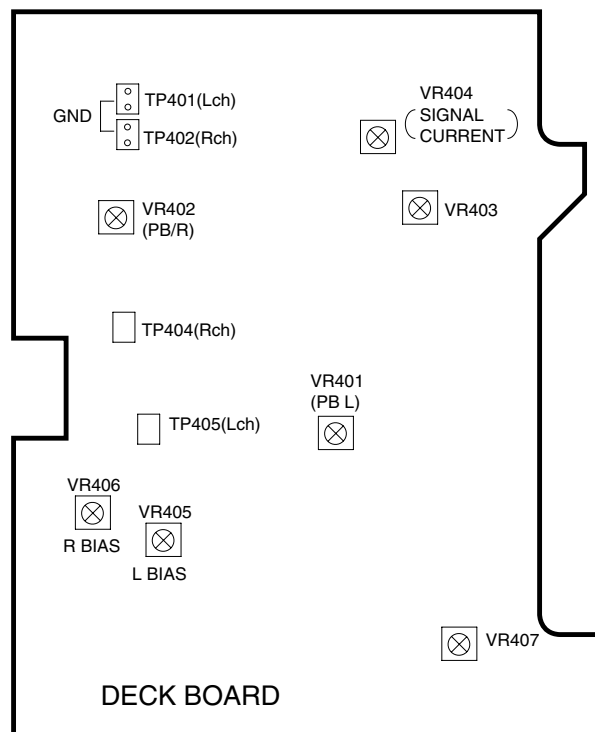 TP401(Lch)
GND
TP402(Rch)
VR404
SIGNAL
CURRENT
VR402
(PB/R)
VR403
TP404(Rch)
VR401
(PB L)
TP405(Lch)
VR406
R BIAS
VR405
L BIAS
VR407
DECK BOARD